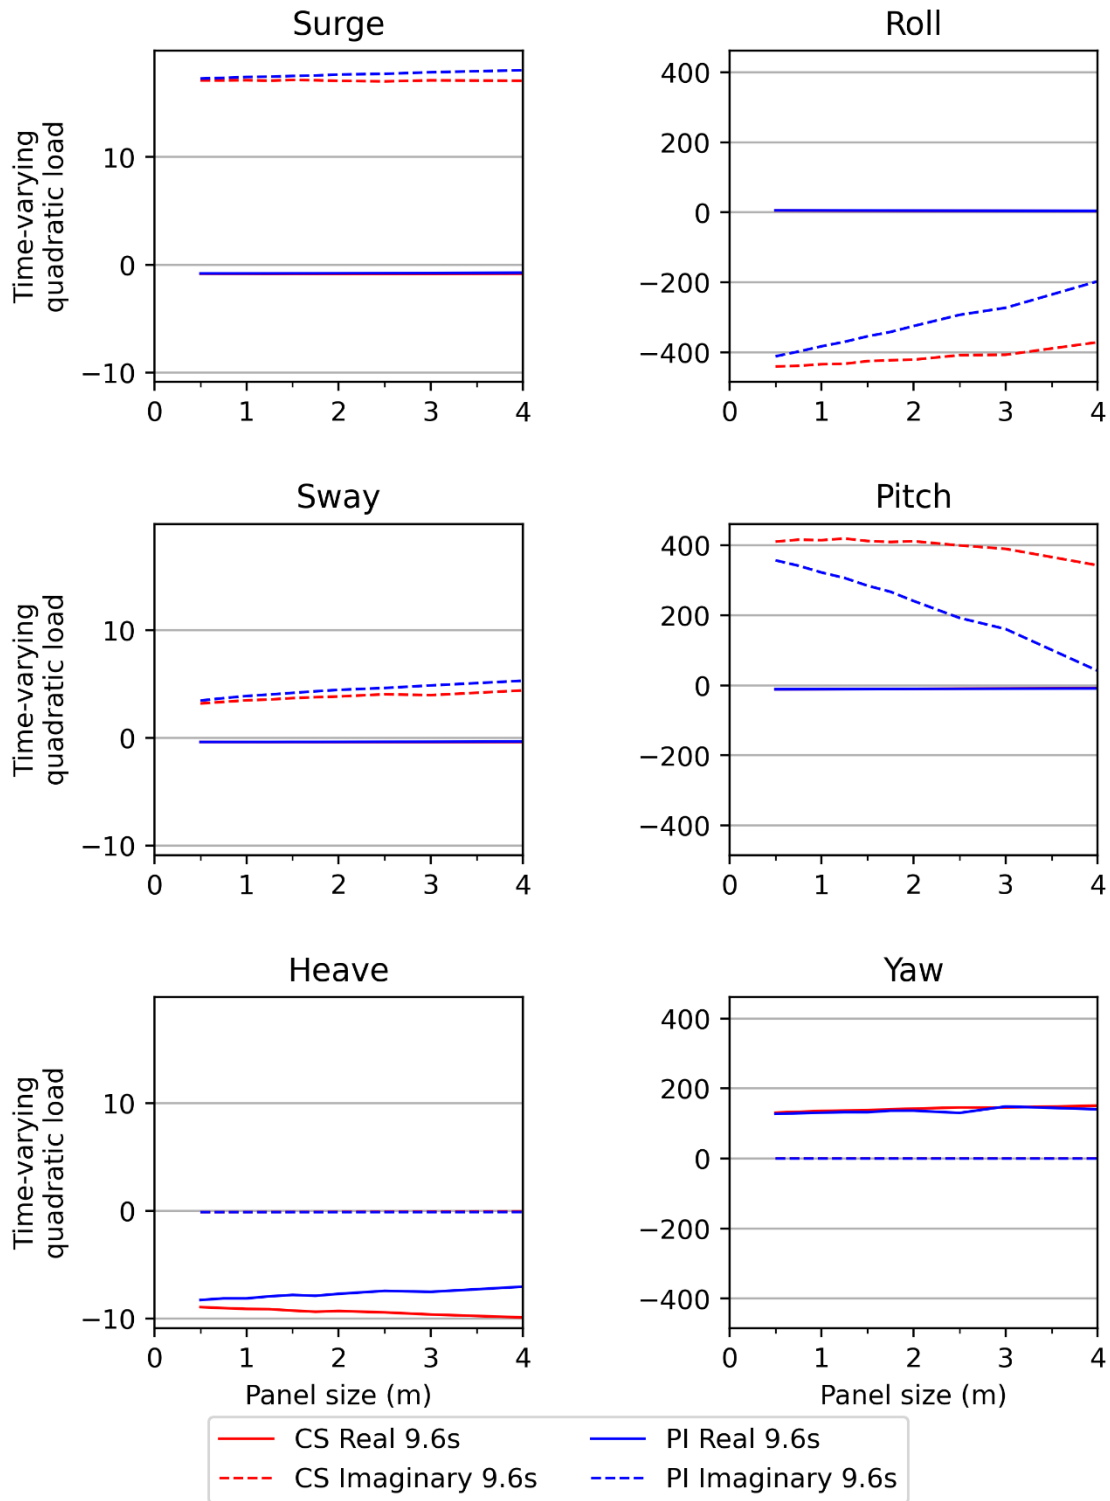 Surge
Time-varying
quadratic load
10
0
−10
0 1 2 3 4
Roll
400
200
0
−200
−400
0 1 2 3 4
Sway
Time-varying
quadratic load
10
0
−10
0 1 2 3 4
Pitch
400
200
0
−200
−400
0 1 2 3 4
Heave
Time-varying
quadratic load
10
0
−10
0 1 2 3 4
Panel size (m)
Yaw
400
200
0
−200
−400
0 1 2 3 4
Panel size (m)
CS Real 9.6s
CS Imaginary 9.6s
PI Real 9.6s
PI Imaginary 9.6s